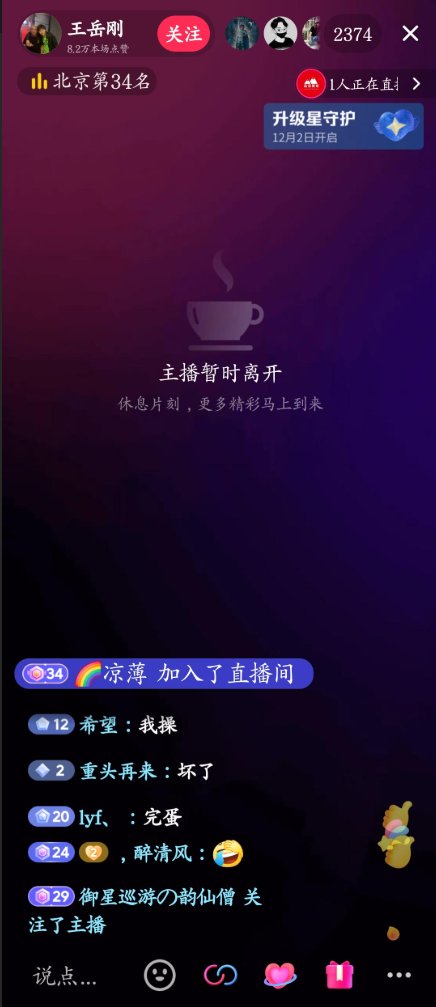 王岳刚
8.2万本场点赞
关注
2374
北京第34名
1人正在直播
升级星守护
12月2日开启
主播暂时离开
休息片刻，更多精彩马上到来
34 凉薄 加入了直播间
12 希望：我操
2 重头再来：坏了
20 lyf、：完蛋
24 2 ，醉清风：
29 御星巡游の韵仙僧 关
注了主播
说点...